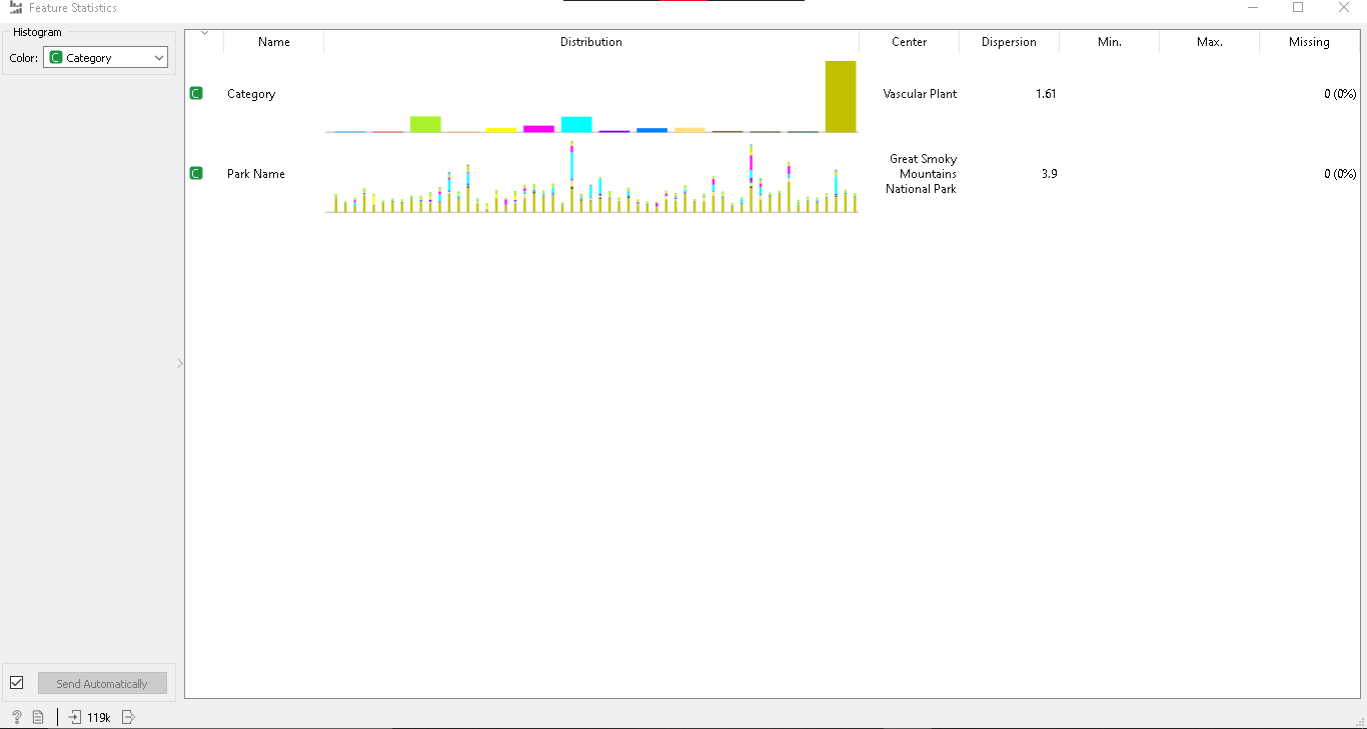 Feature Statistics
Histogram
Color: C Category
Name Distribution Center Dispersion Min. Max. Missing
C Category Vascular Plant 1.61 0 (0%)
C Park Name Great Smoky
Mountains
National Park 3.9 0 (0%)
Send Automatically
? 119k